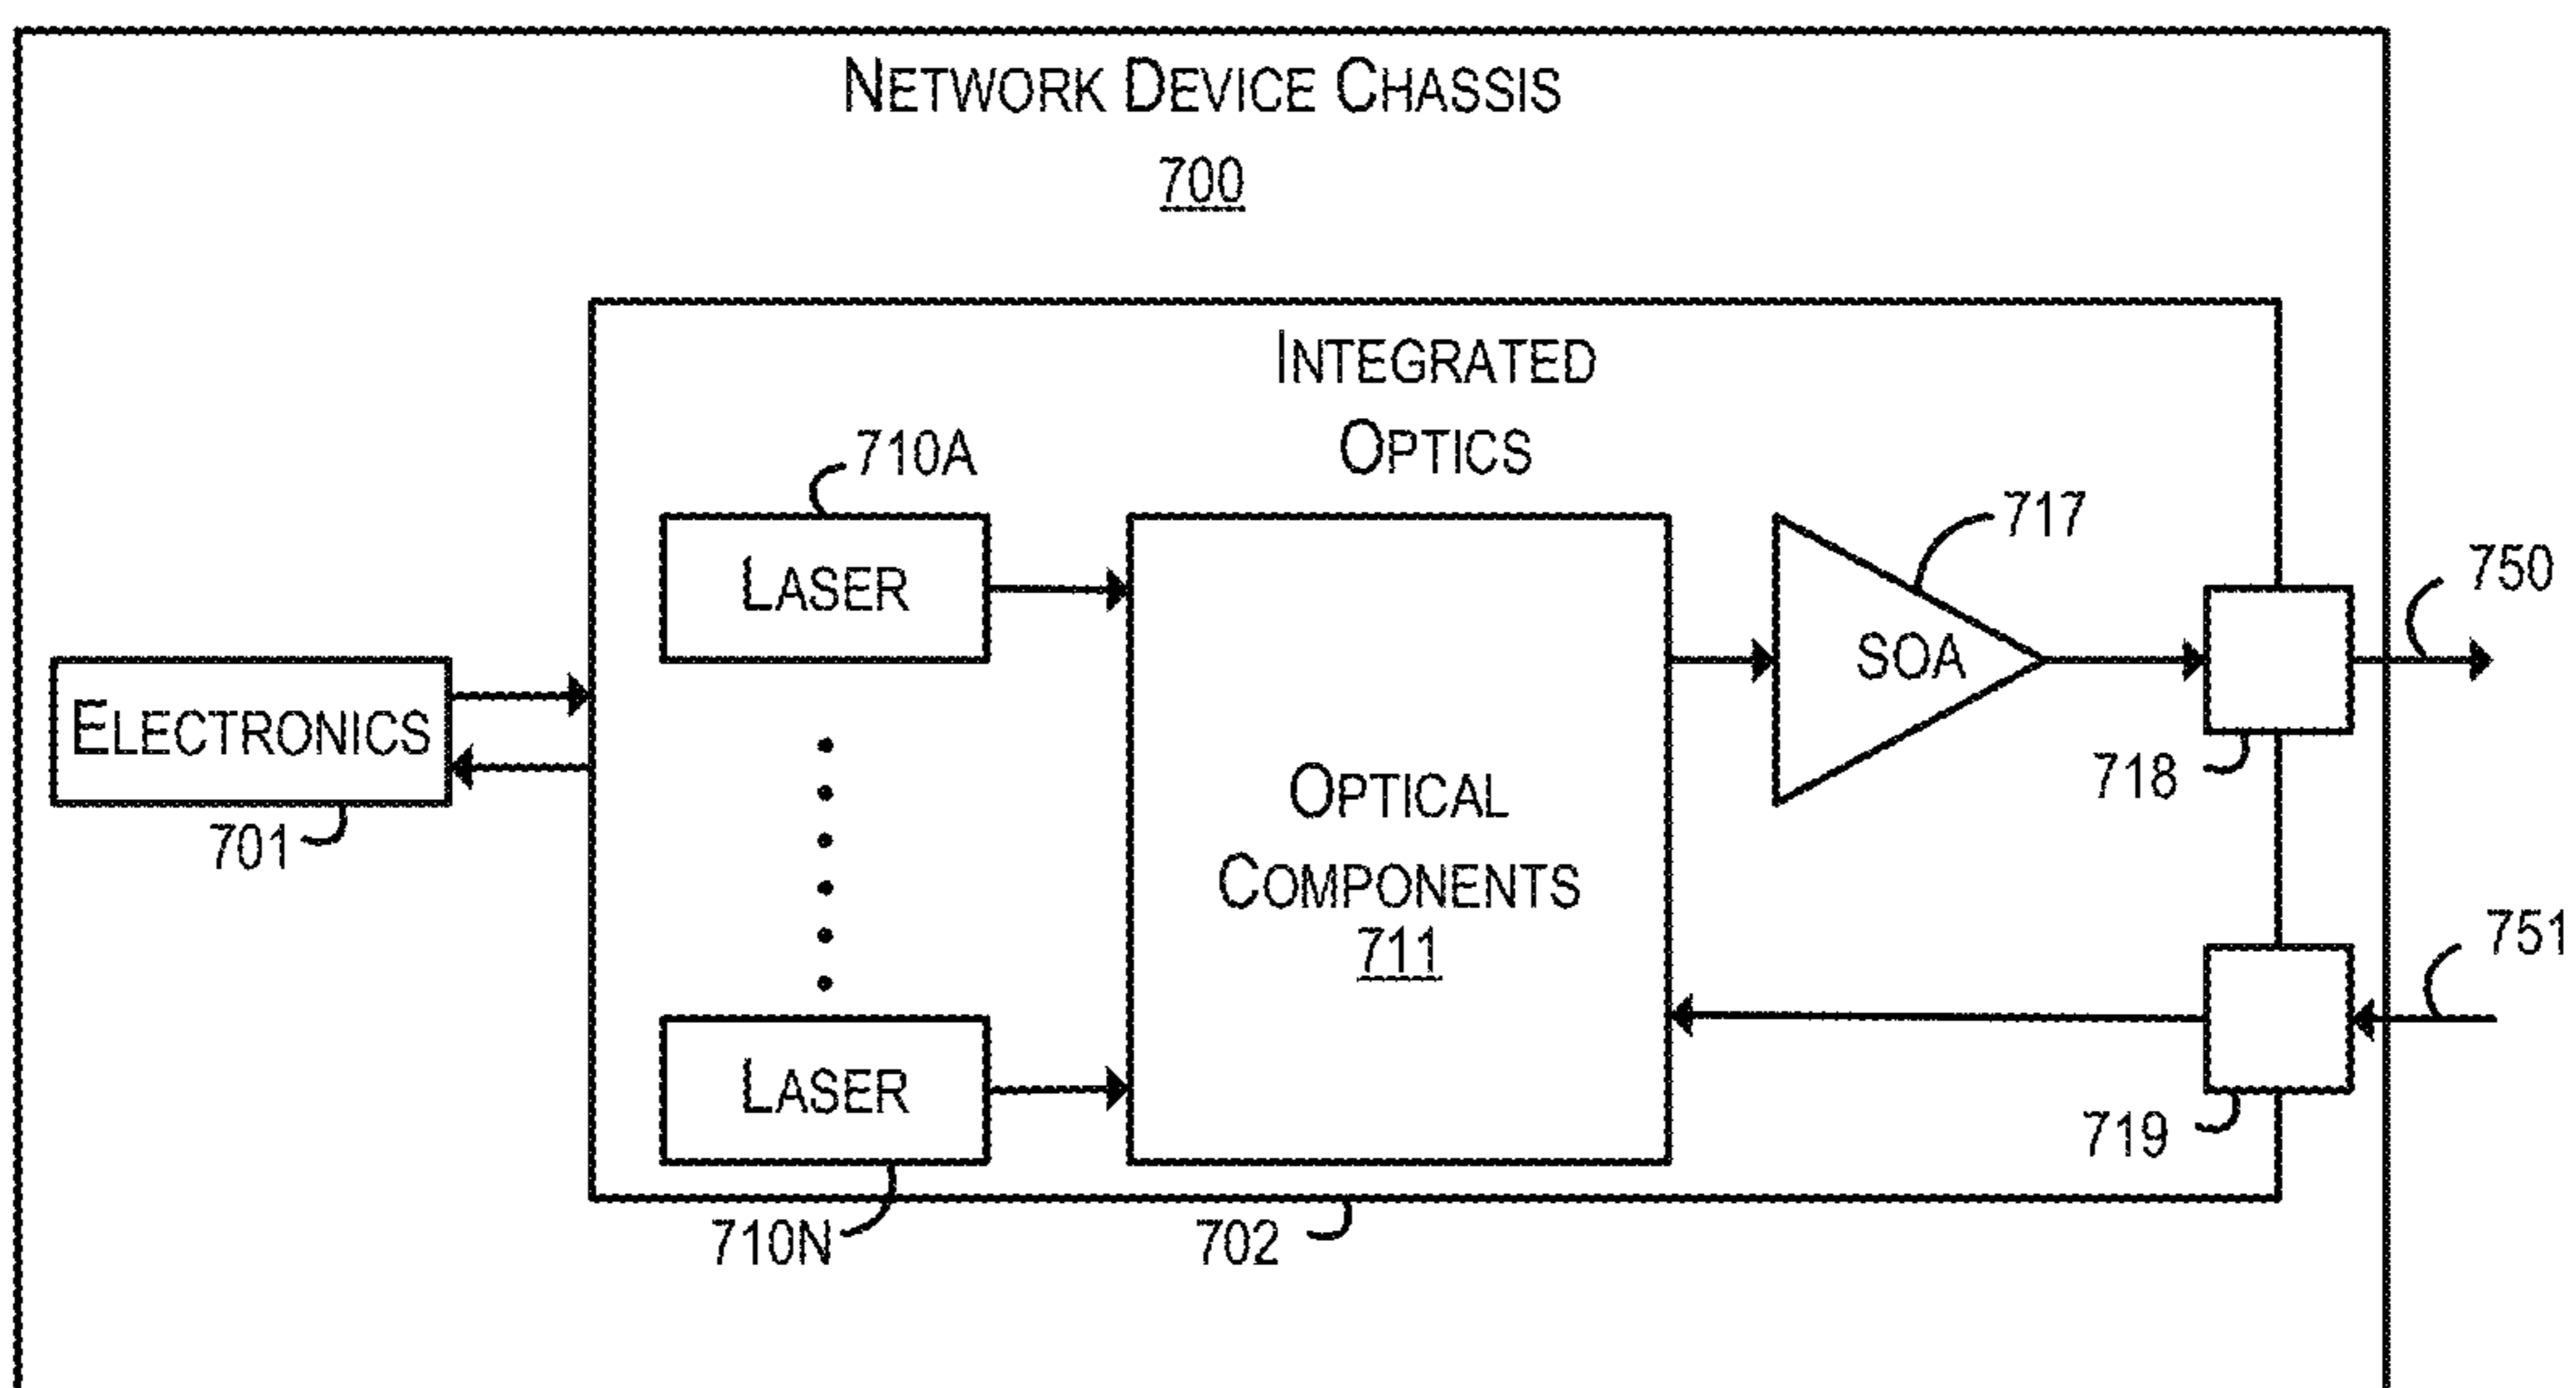 NETWORK DEVICE CHASSIS
700
INTEGRATED
OPTICS
710A
LASER
717
SOA
750
ELECTRONICS
701
718
OPTICAL
COMPONENTS
711
751
LASER
719
710N
702